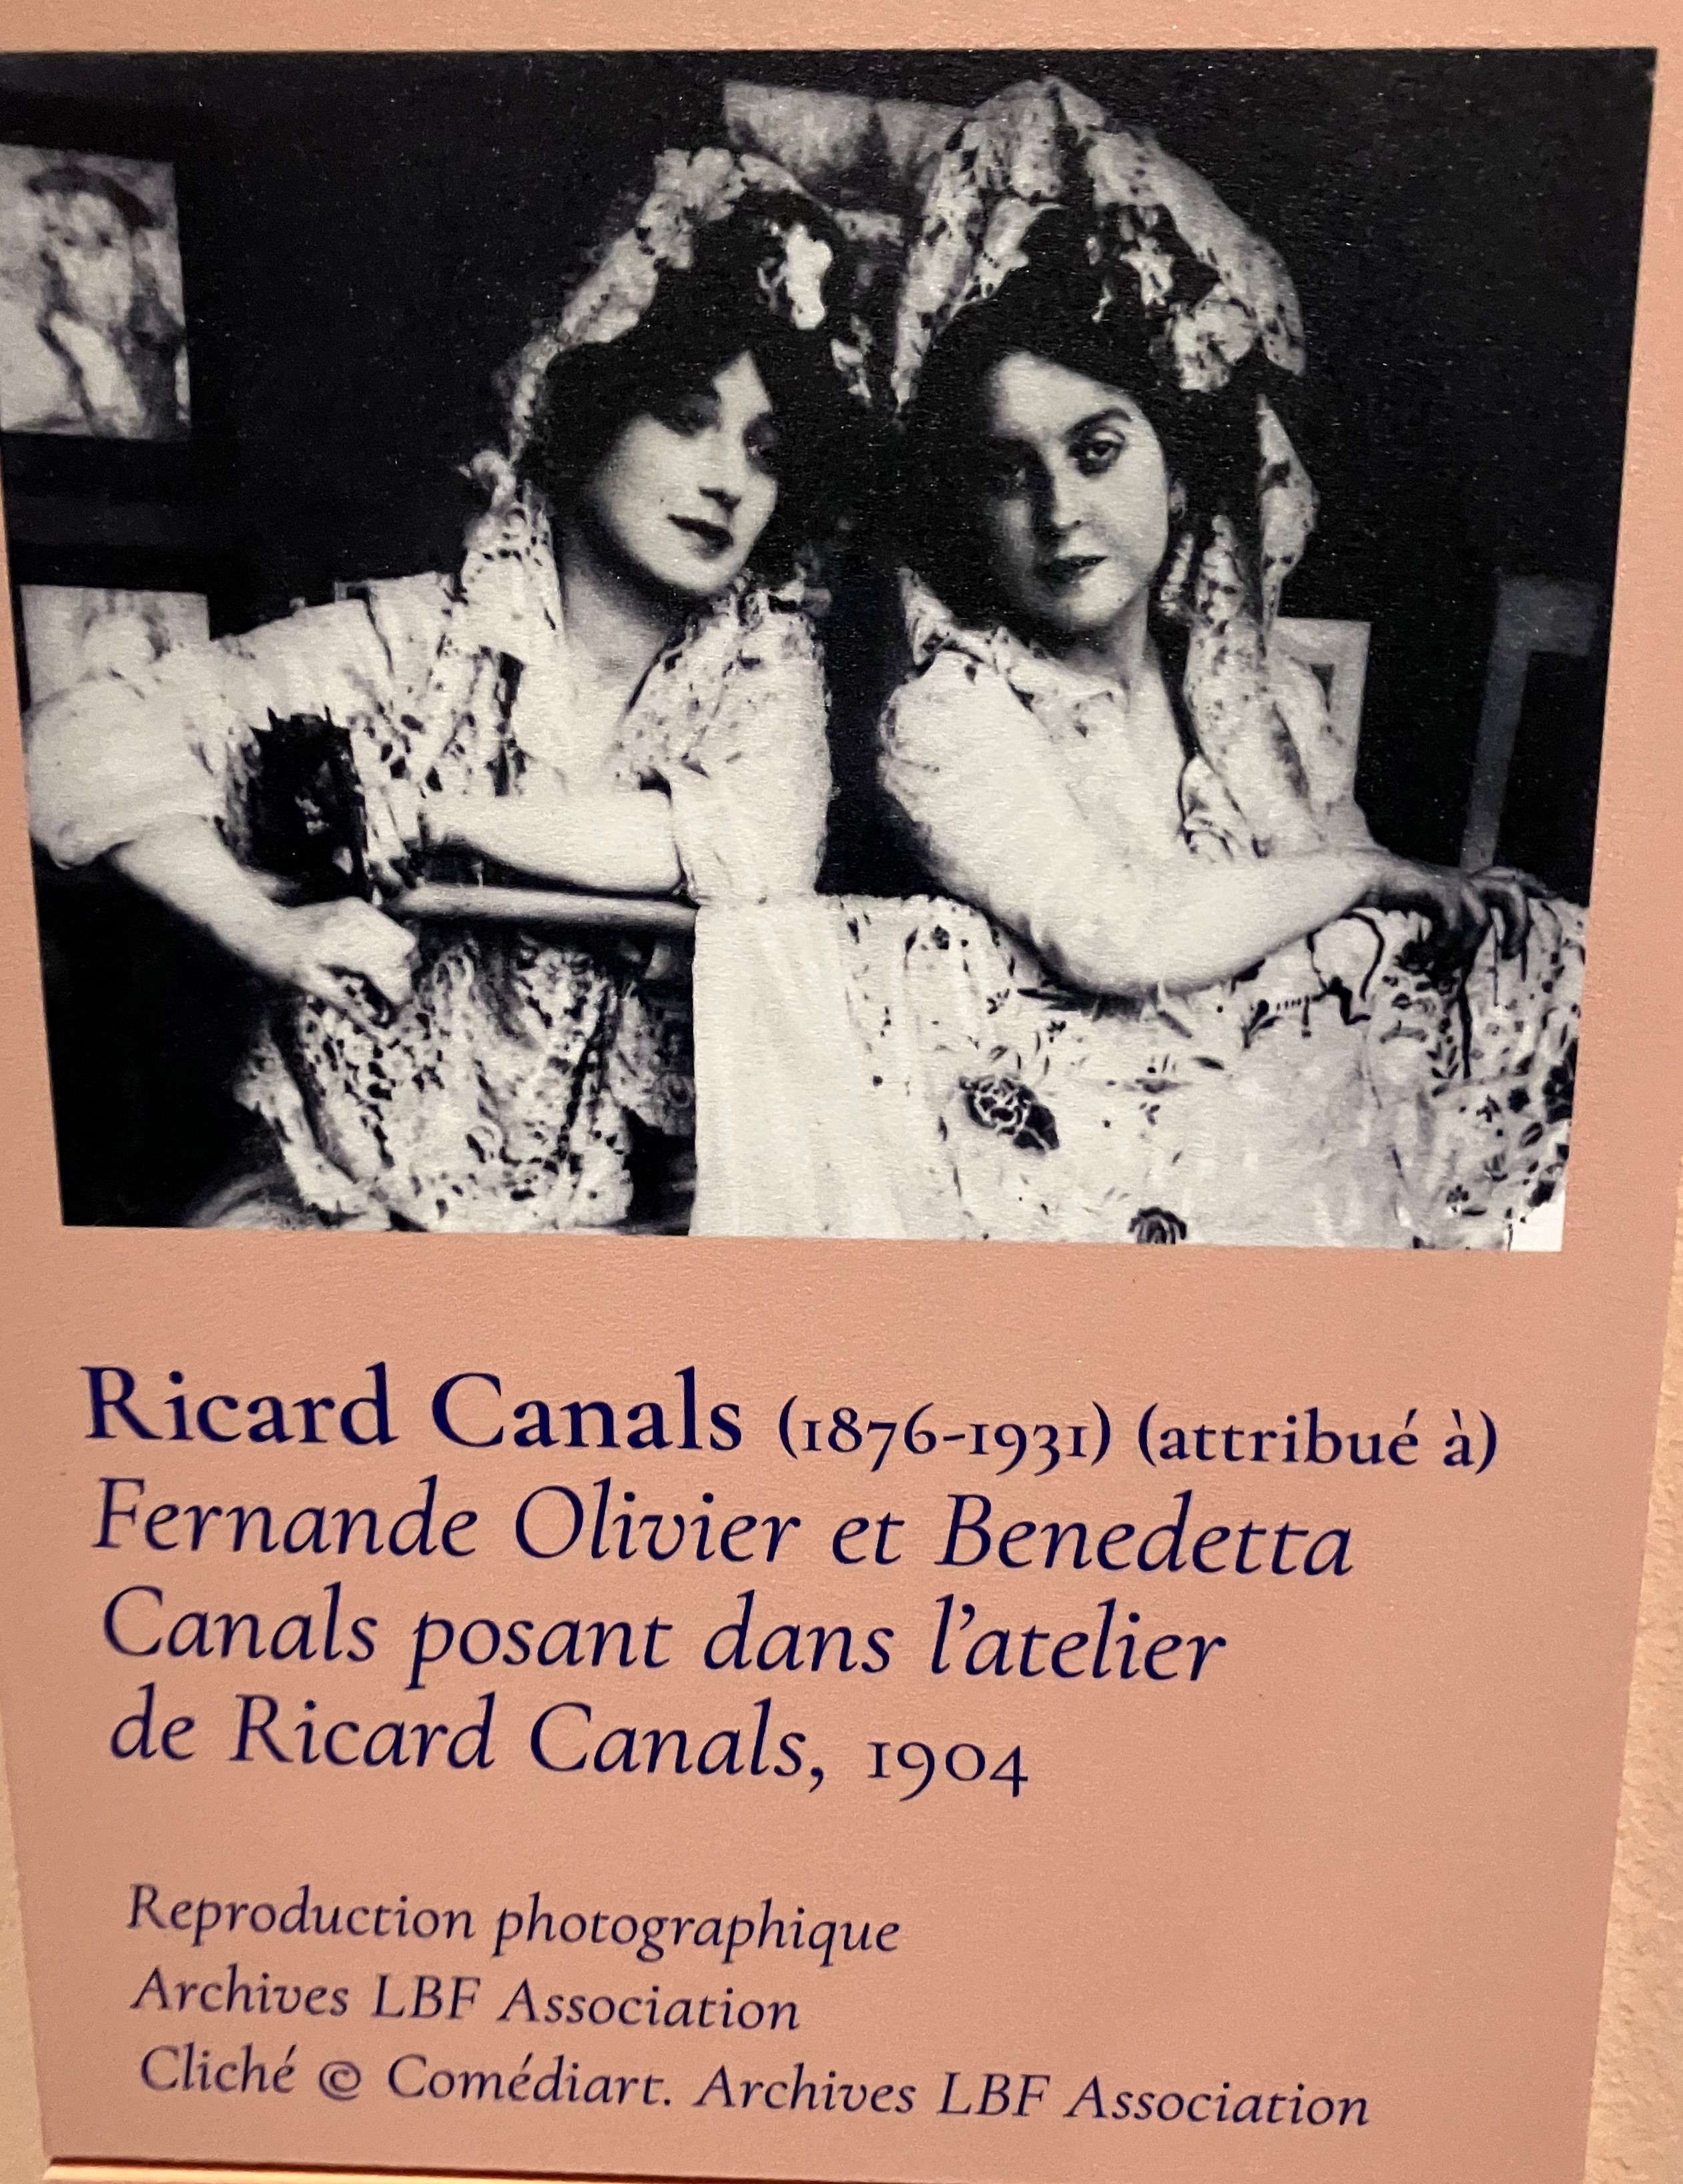 Ricard Canals (1876-1931) (attribué à)
Fernande Olivier et Benedetta
Canals posant dans l’atelier
de Ricard Canals, 1904
Reproduction photographique
Archives LBF Association
Cliché © Comédiart. Archives LBF Association